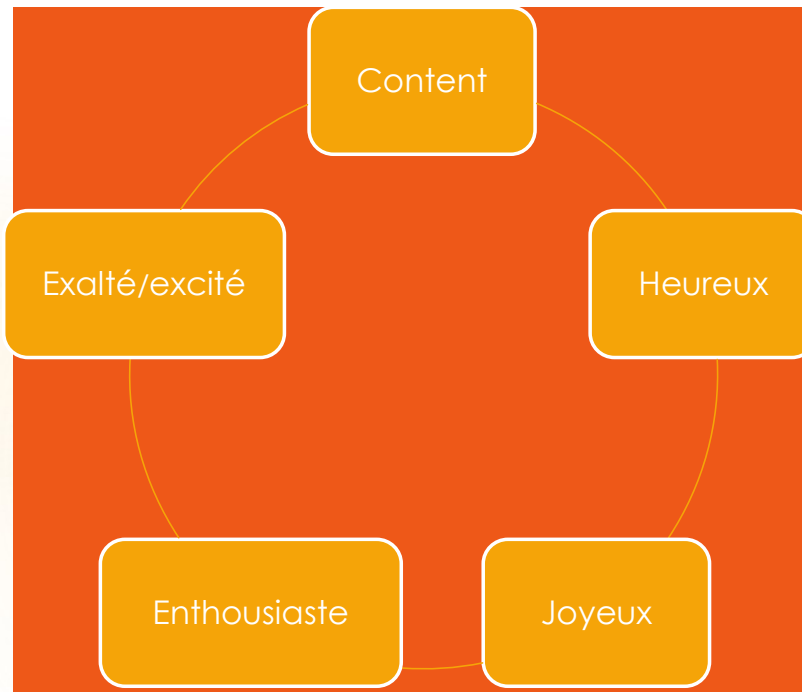 Content
Heureux
Joyeux
Enthousiaste
Exalté/excité